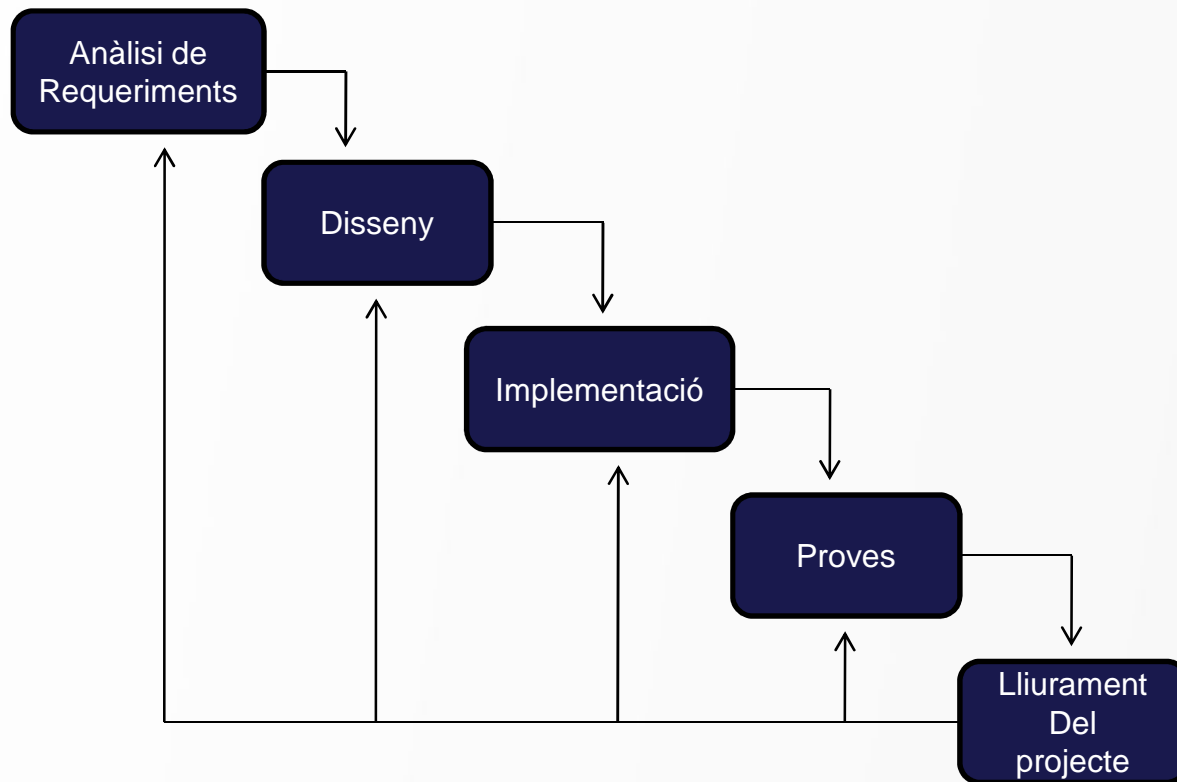 Anàlisi de
Requeriments
Disseny
Implementació
Proves
Lliurament
Del
projecte